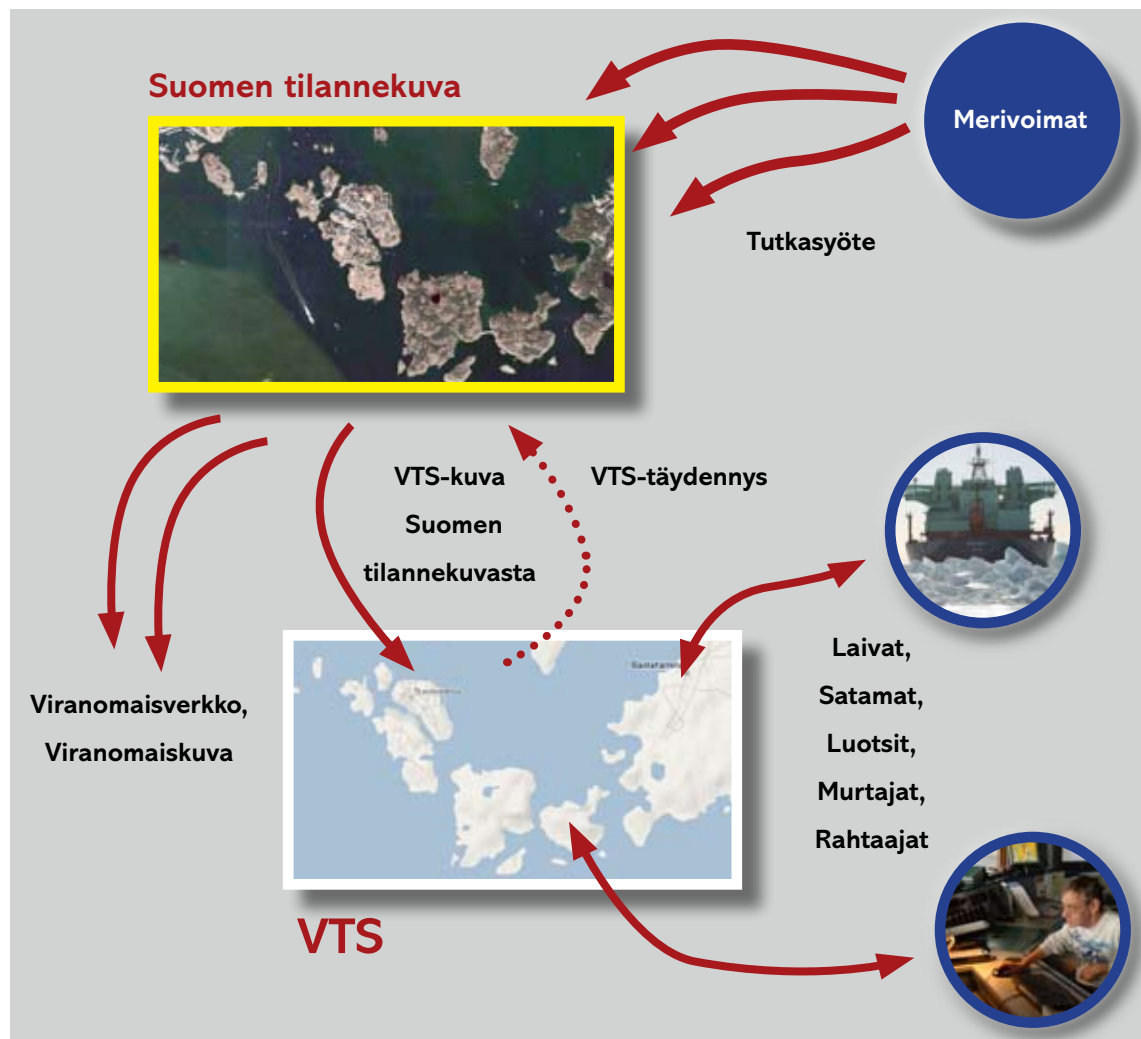 Suomen tilannekuva
Merivoimat
Tutkasyöte
VTS-kuva
Suomen
tilannekuvasta
VTS-täydennys
Viranomaisverkko,
Viranomaiskuva
Laivat,
Satamat,
Luotsit,
Murtajat,
Rahtaajat
VTS